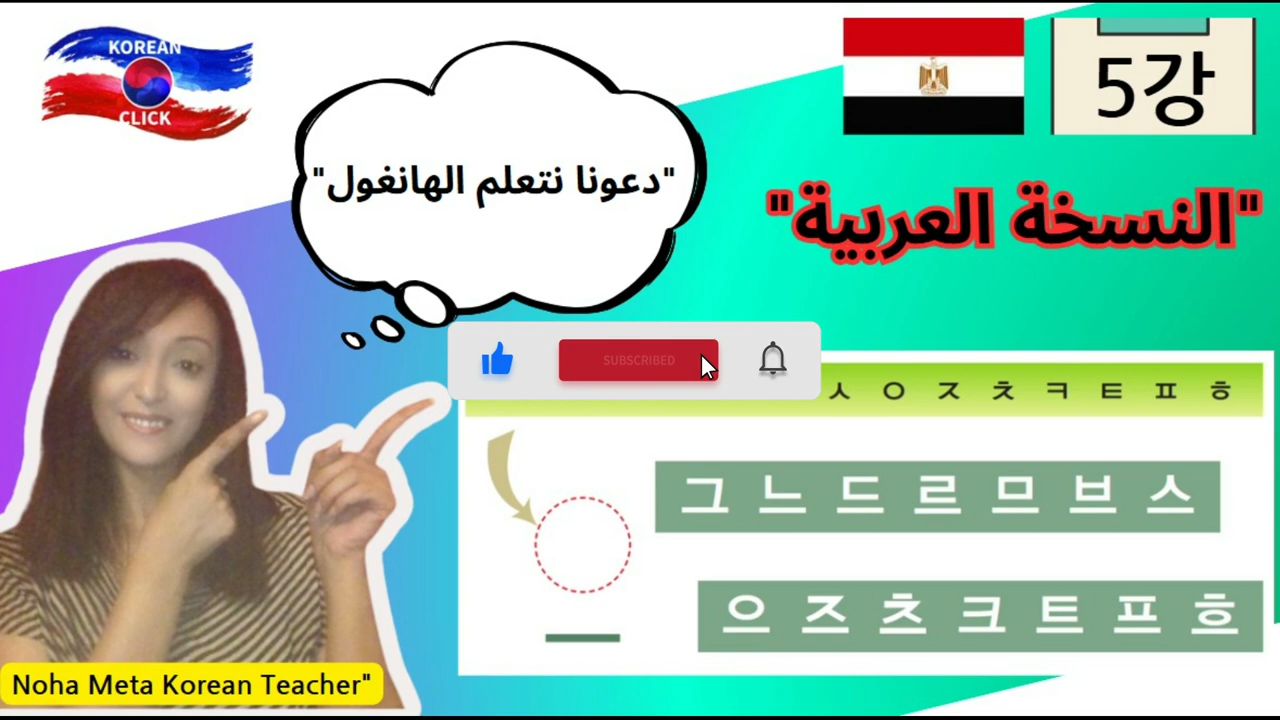 KOREAN
CLICK
"دعونا نتعلم الهانغول"
5강
"النسخة العربية"
SUBSCRIBED
ㅅ ㅇ ㅈ ㅊ ㅋ ㅌ ㅍ ㅎ
그 느 드 르 므 브 스
으 즈 츠 크 트 프 흐
Noha Meta Korean Teacher"